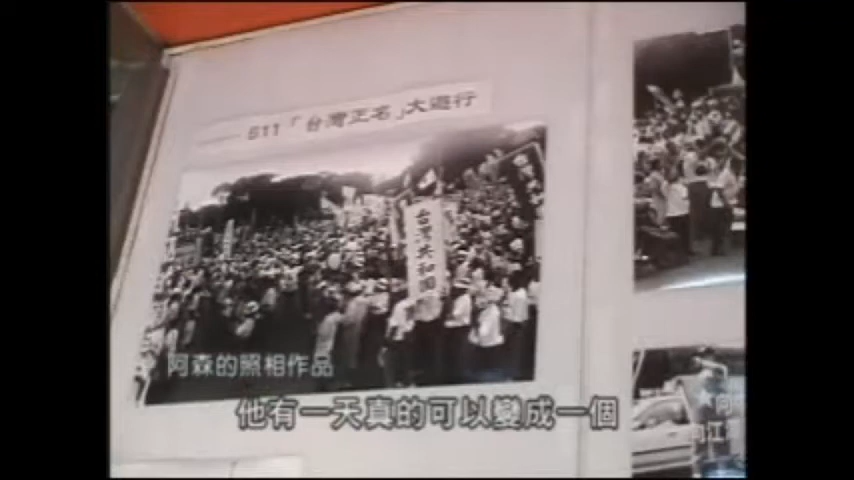 511「台灣正名」大遊行
台灣共和國
阿森的照相作品
他有一天真的可以變成一個